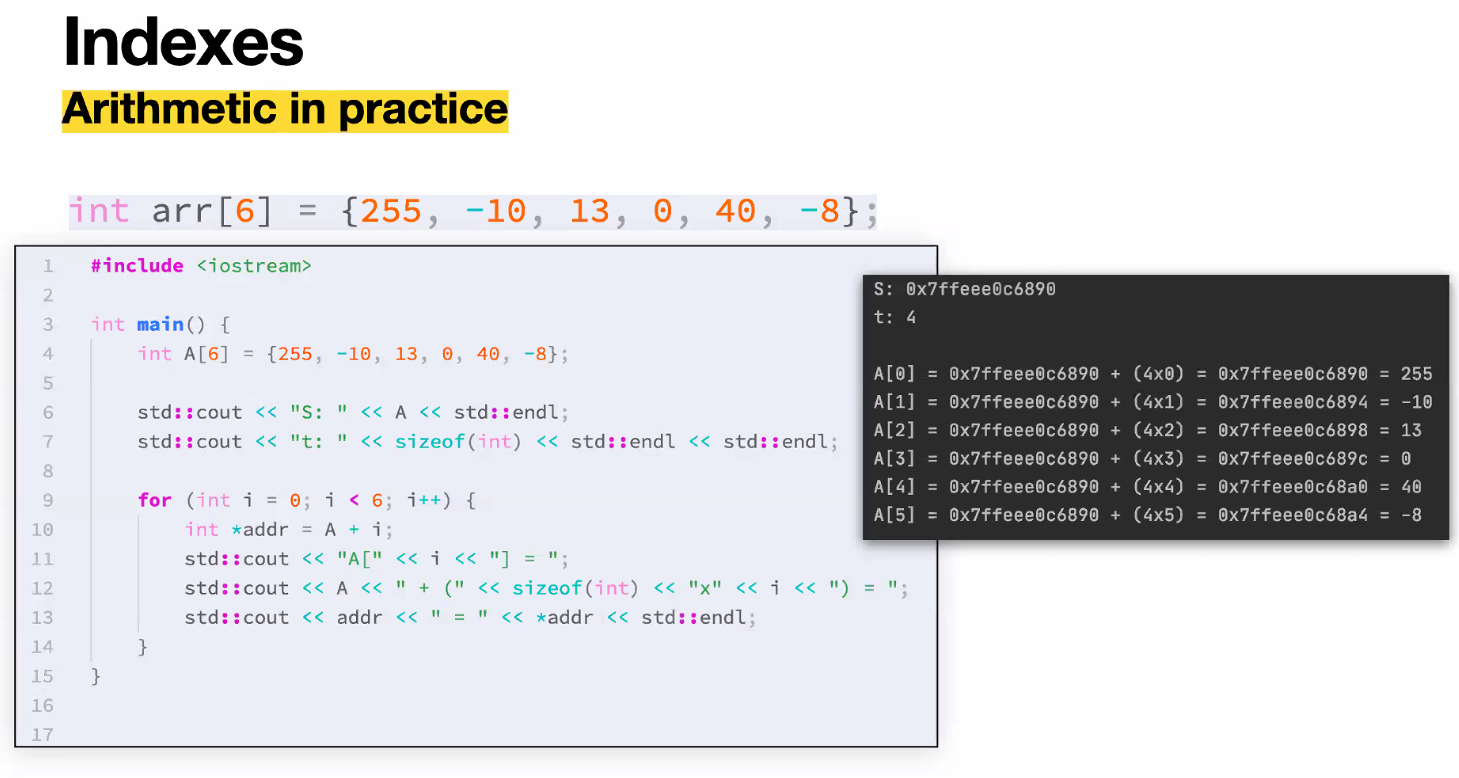 Indexes
Arithmetic in practice
int arr[6] = {255, -10, 13, 0, 40, -8};
1 #include <iostream>
2
3 int main() {
4     int A[6] = {255, -10, 13, 0, 40, -8};
5
6     std::cout << "S: " << A << std::endl;
7     std::cout << "t: " << sizeof(int) << std::endl << std::endl;
8
9     for (int i = 0; i < 6; i++) {
10         int *addr = A + i;
11         std::cout << "A[" << i << "] = ";
12         std::cout << A << " + (" << sizeof(int) << "x" << i << ") = ";
13         std::cout << addr << " = " << *addr << std::endl;
14     }
15 }
16
17
S: 0x7ffeee0c6890
t: 4
A[0] = 0x7ffeee0c6890 + (4x0) = 0x7ffeee0c6890 = 255
A[1] = 0x7ffeee0c6890 + (4x1) = 0x7ffeee0c6894 = -10
A[2] = 0x7ffeee0c6890 + (4x2) = 0x7ffeee0c6898 = 13
A[3] = 0x7ffeee0c6890 + (4x3) = 0x7ffeee0c689c = 0
A[4] = 0x7ffeee0c6890 + (4x4) = 0x7ffeee0c68a0 = 40
A[5] = 0x7ffeee0c6890 + (4x5) = 0x7ffeee0c68a4 = -8